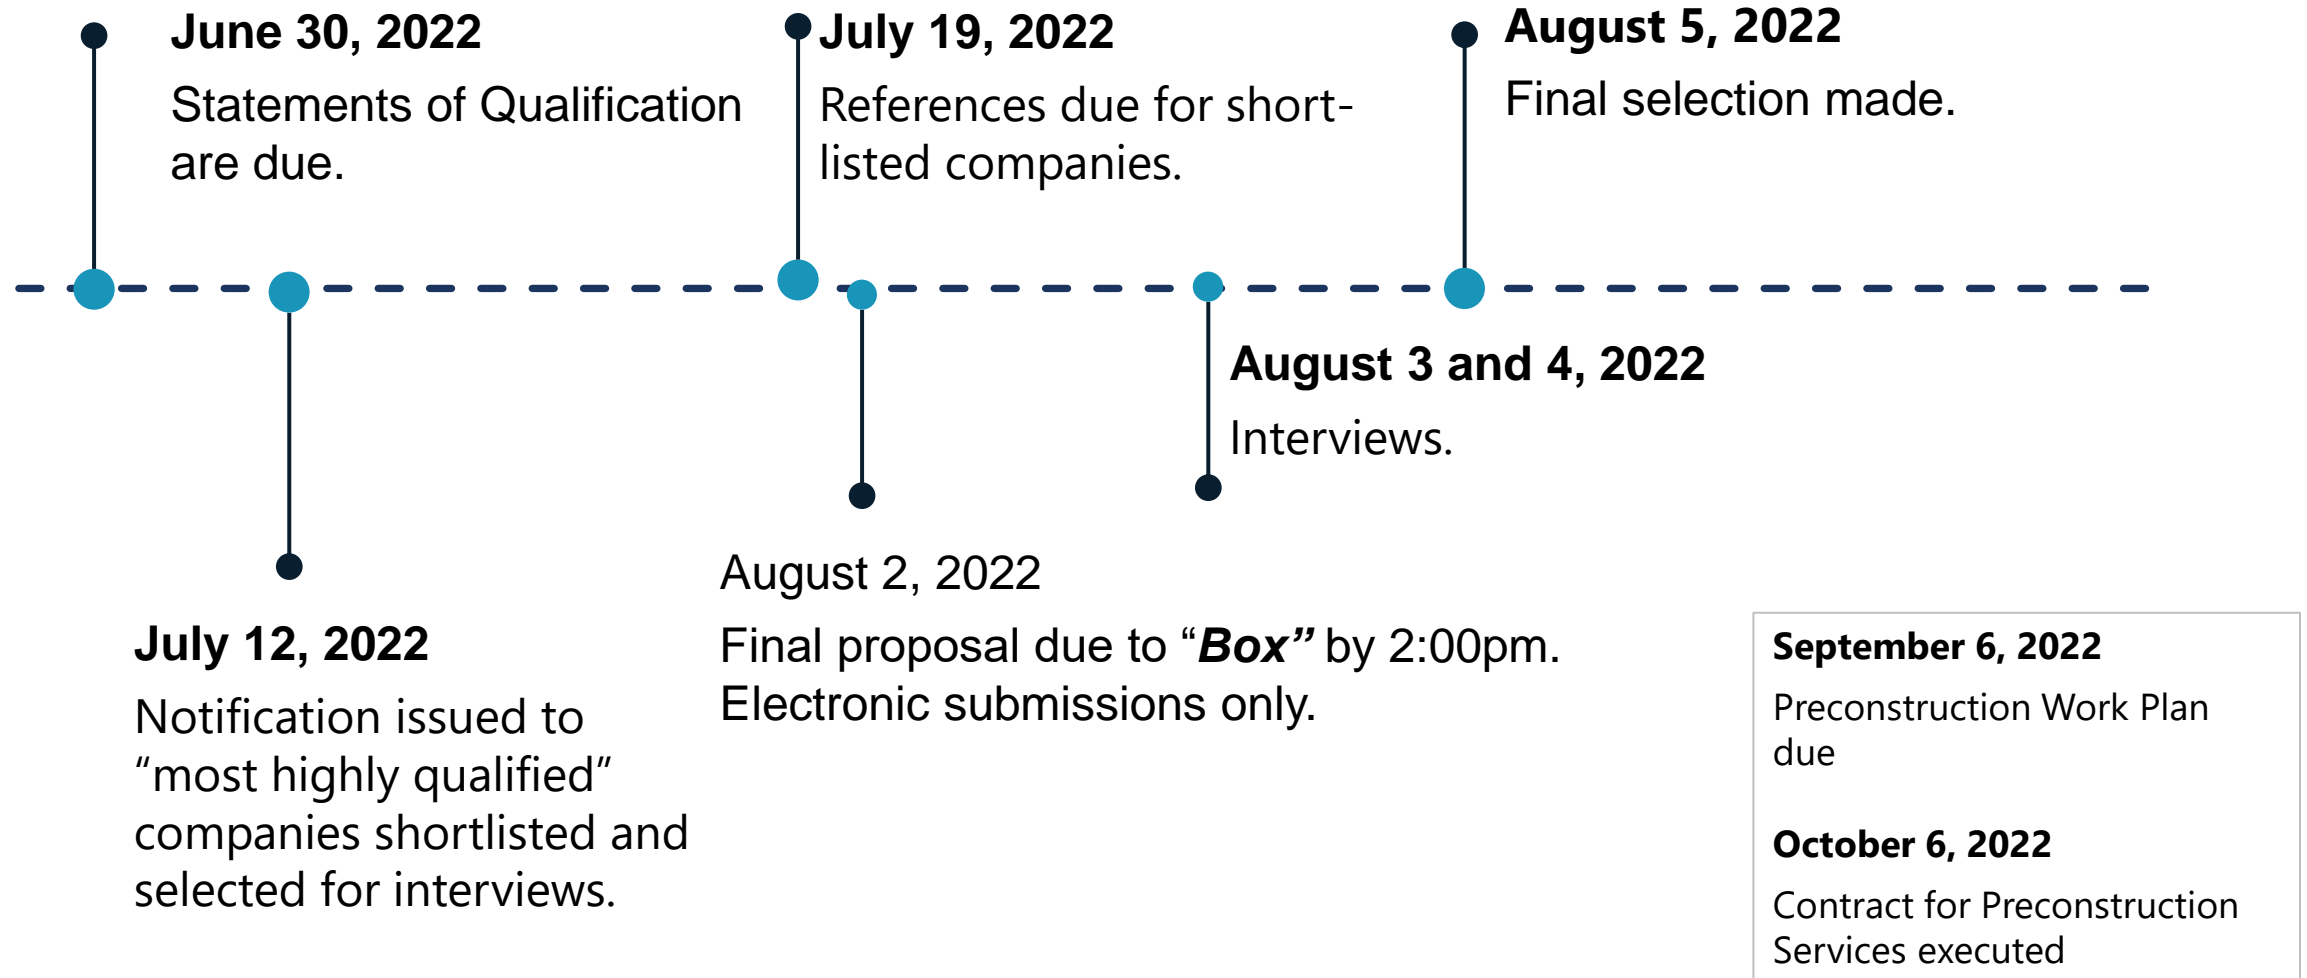 June 30, 2022
Statements of Qualification
are due.
July 12, 2022
Notification issued to
“most highly qualified”
companies shortlisted and
selected for interviews.
July 19, 2022
References due for short-
listed companies.
August 2, 2022
Final proposal due to “Box” by 2:00pm.
Electronic submissions only.
August 3 and 4, 2022
Interviews.
August 5, 2022
Final selection made.
September 6, 2022
Preconstruction Work Plan
due
October 6, 2022
Contract for Preconstruction
Services executed